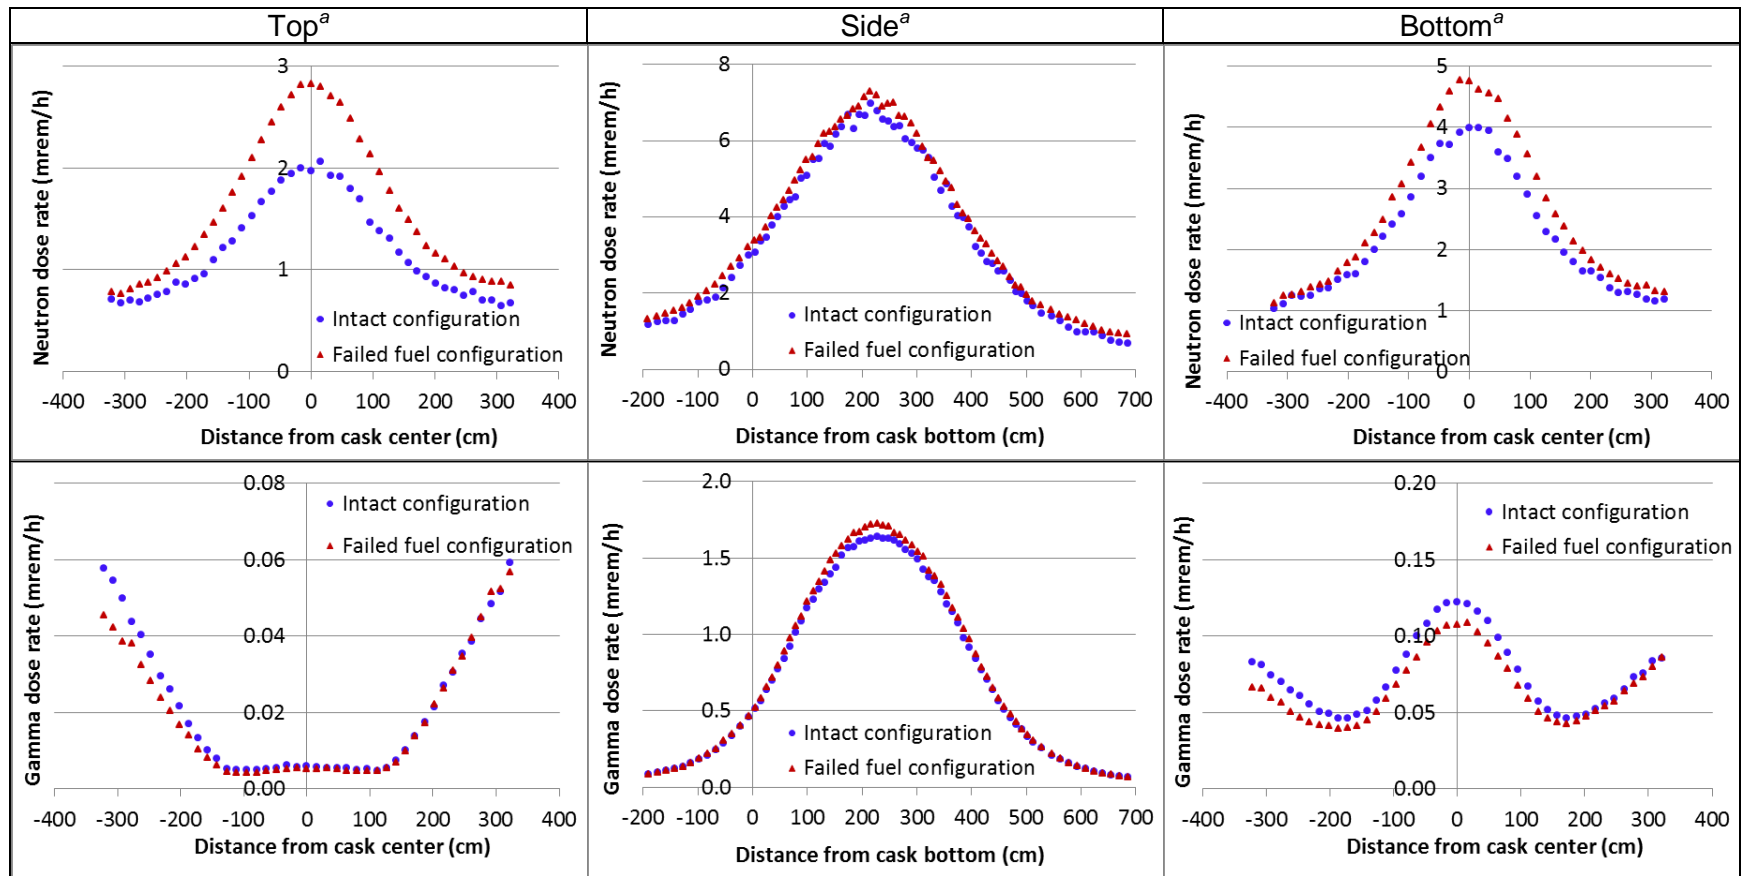 Topa
Sidea
Bottoma
Neutron dose rate (mrem/h)
3
2
1
0
Intact configuration
Failed fuel configuration
-400 -300 -200 -100 0 100 200 300 400
Distance from cask center (cm)
Neutron dose rate (mrem/h)
8
6
4
2
0
Intact configuration
Failed fuel configuration
-200 -100 0 100 200 300 400 500 600 700
Distance from cask bottom (cm)
Neutron dose rate (mrem/h)
5
4
3
2
1
0
Intact configuration
Failed fuel configuration
-400 -300 -200 -100 0 100 200 300 400
Distance from cask center (cm)
Gamma dose rate (mrem/h)
0.08
0.06
0.04
0.02
0.00
Intact configuration
Failed fuel configuration
-400 -300 -200 -100 0 100 200 300 400
Distance from cask center (cm)
Gamma dose rate (mrem/h)
2.0
1.5
1.0
0.5
0.0
Intact configuration
Failed fuel configuration
-200 -100 0 100 200 300 400 500 600 700
Distance from cask bottom (cm)
Gamma dose rate (mrem/h)
0.20
0.15
0.10
0.05
0.00
Intact configuration
Failed fuel configuration
-400 -300 -200 -100 0 100 200 300 400
Distance from cask center (cm)